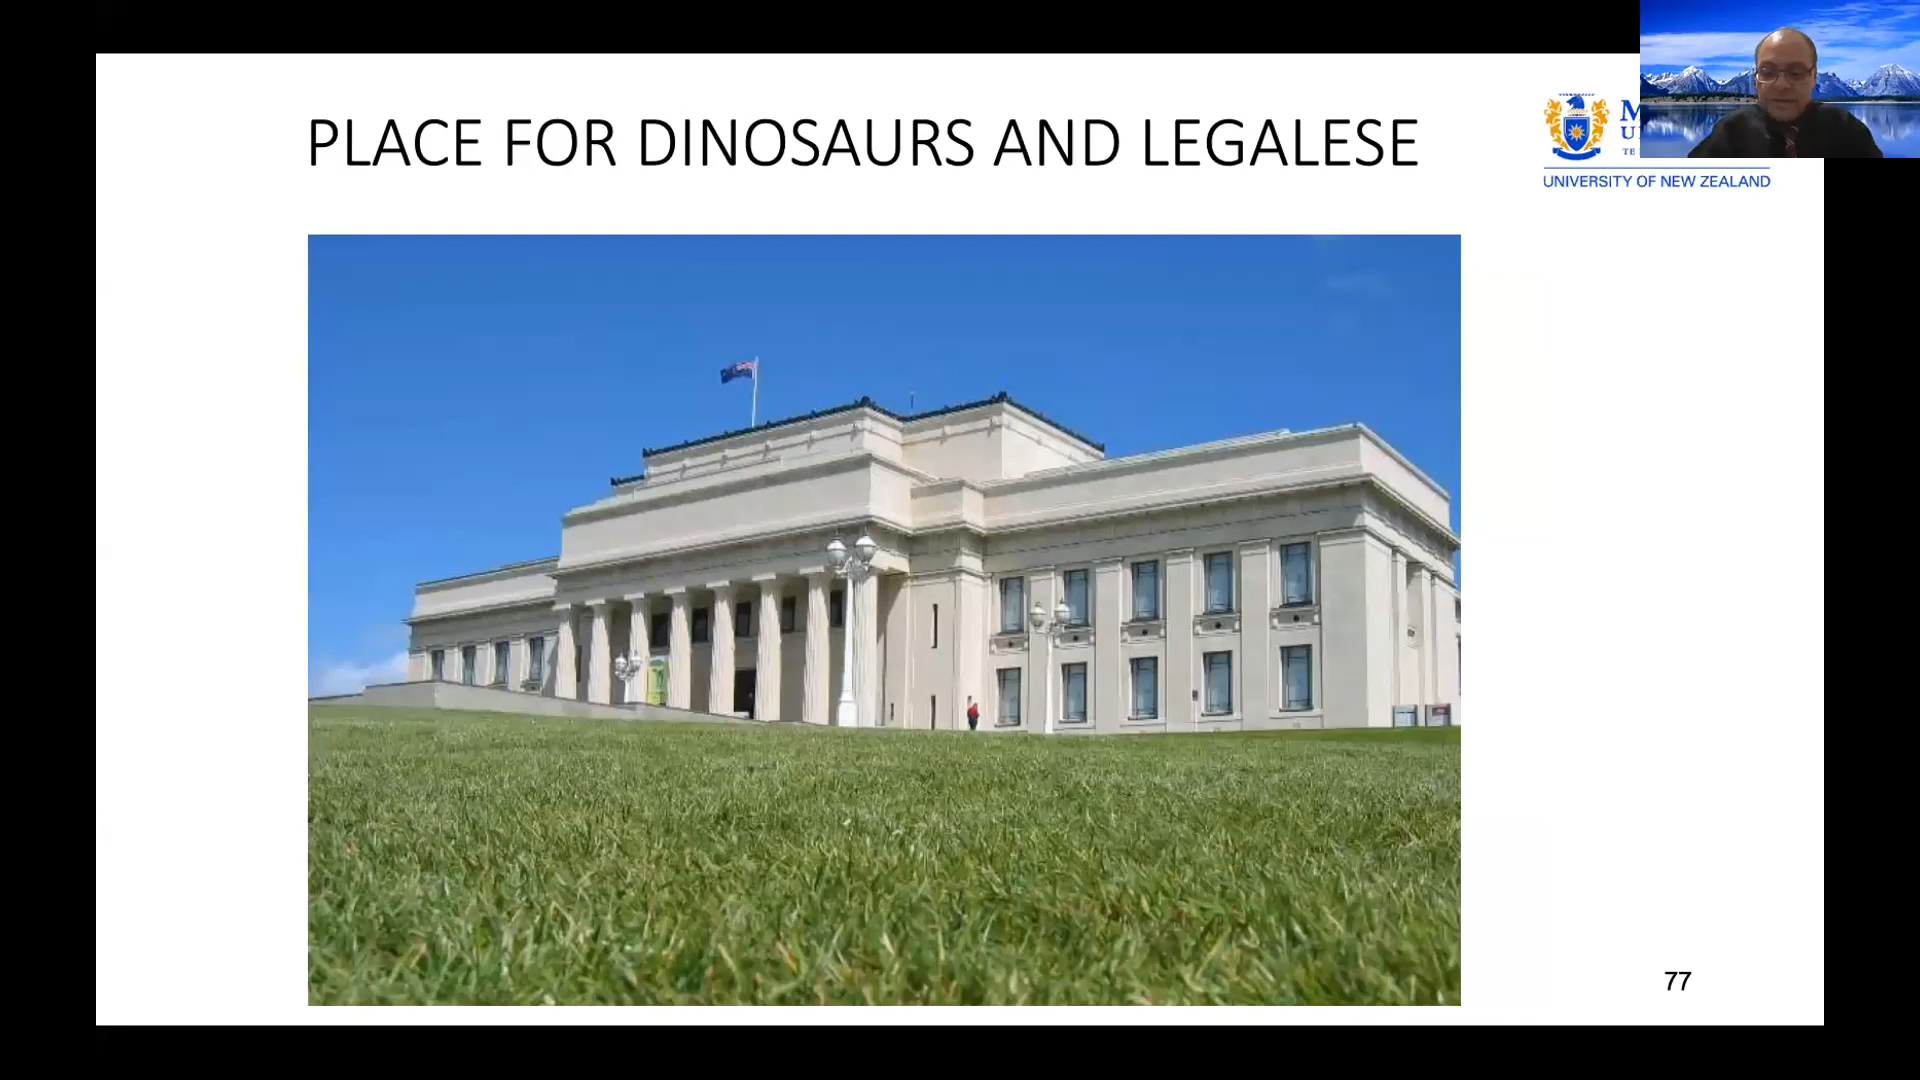 PLACE FOR DINOSAURS AND LEGALESE
UNIVERSITY OF NEW ZEALAND
77